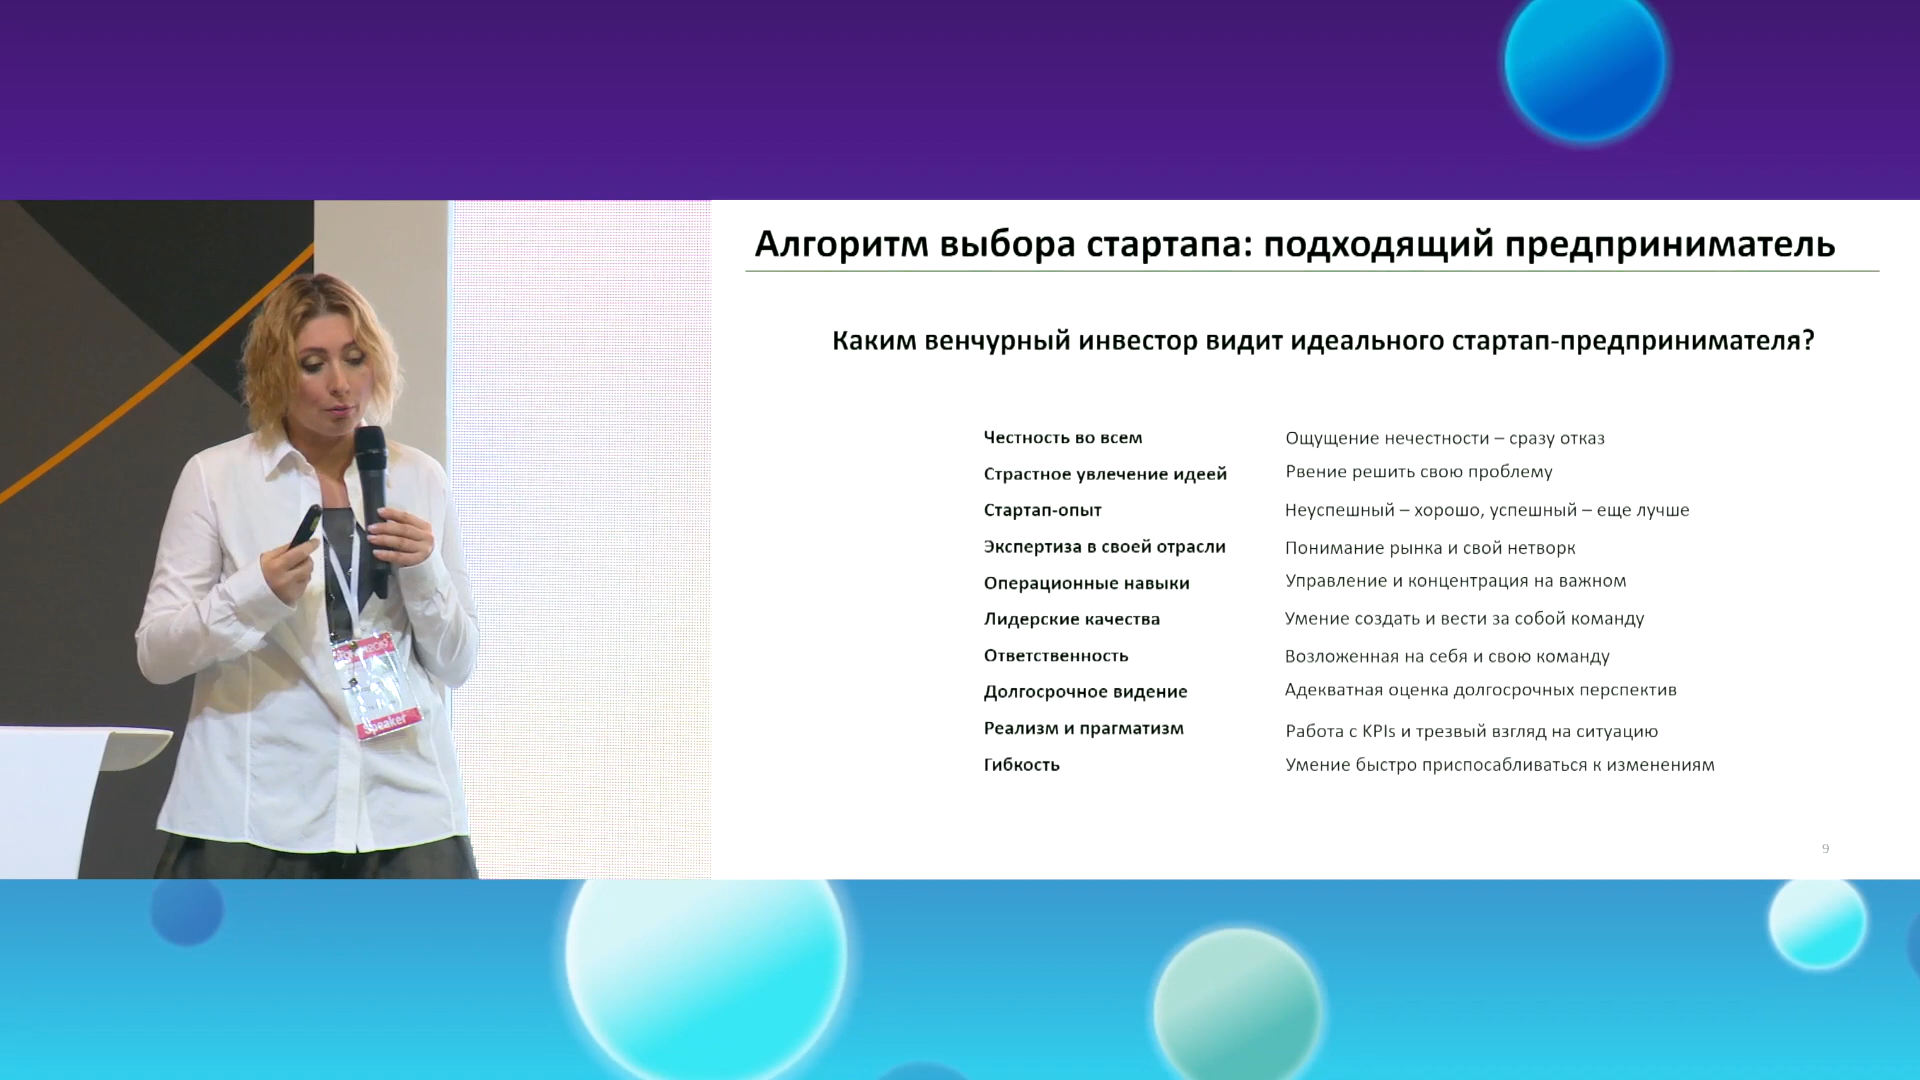 Алгоритм выбора стартапа: подходящий предприниматель
Каким венчурный инвестор видит идеального стартап-предпринимателя?
Честность во всем Ощущение нечестности – сразу отказ
Страстное увлечение идеей Рвение решить свою проблему
Стартап-опыт Неуспешный – хорошо, успешный – еще лучше
Экспертиза в своей отрасли Понимание рынка и свой нетворк
Операционные навыки Управление и концентрация на важном
Лидерские качества Умение создать и вести за собой команду
Ответственность Возложенная на себя и свою команду
Долгосрочное видение Адекватная оценка долгосрочных перспектив
Реализм и прагматизм Работа с KPIs и трезвый взгляд на ситуацию
Гибкость Умение быстро приспосабливаться к изменениям
9
Speaker